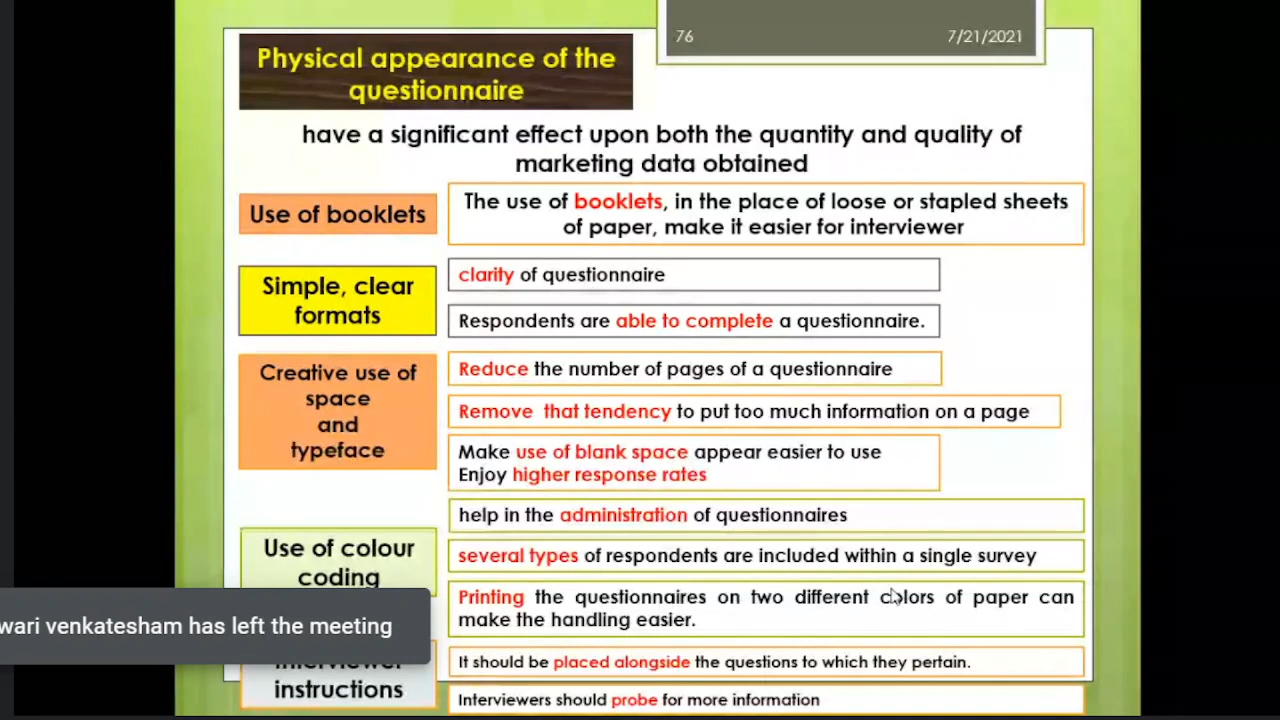 76
7/21/2021
Physical appearance of the
questionnaire
have a significant effect upon both the quantity and quality of
marketing data obtained
Use of booklets
The use of booklets, in the place of loose or stapled sheets
of paper, make it easier for interviewer
Simple, clear
formats
clarity of questionnaire
Respondents are able to complete a questionnaire.
Creative use of
space
and
typeface
Reduce the number of pages of a questionnaire
Remove that tendency to put too much information on a page
Make use of blank space appear easier to use
Enjoy higher response rates
Use of colour
coding
help in the administration of questionnaires
several types of respondents are included within a single survey
Printing the questionnaires on two different colors of paper can
make the handling easier.
wari venkatesham has left the meeting
Interviewer
instructions
It should be placed alongside the questions to which they pertain.
Interviewers should probe for more information